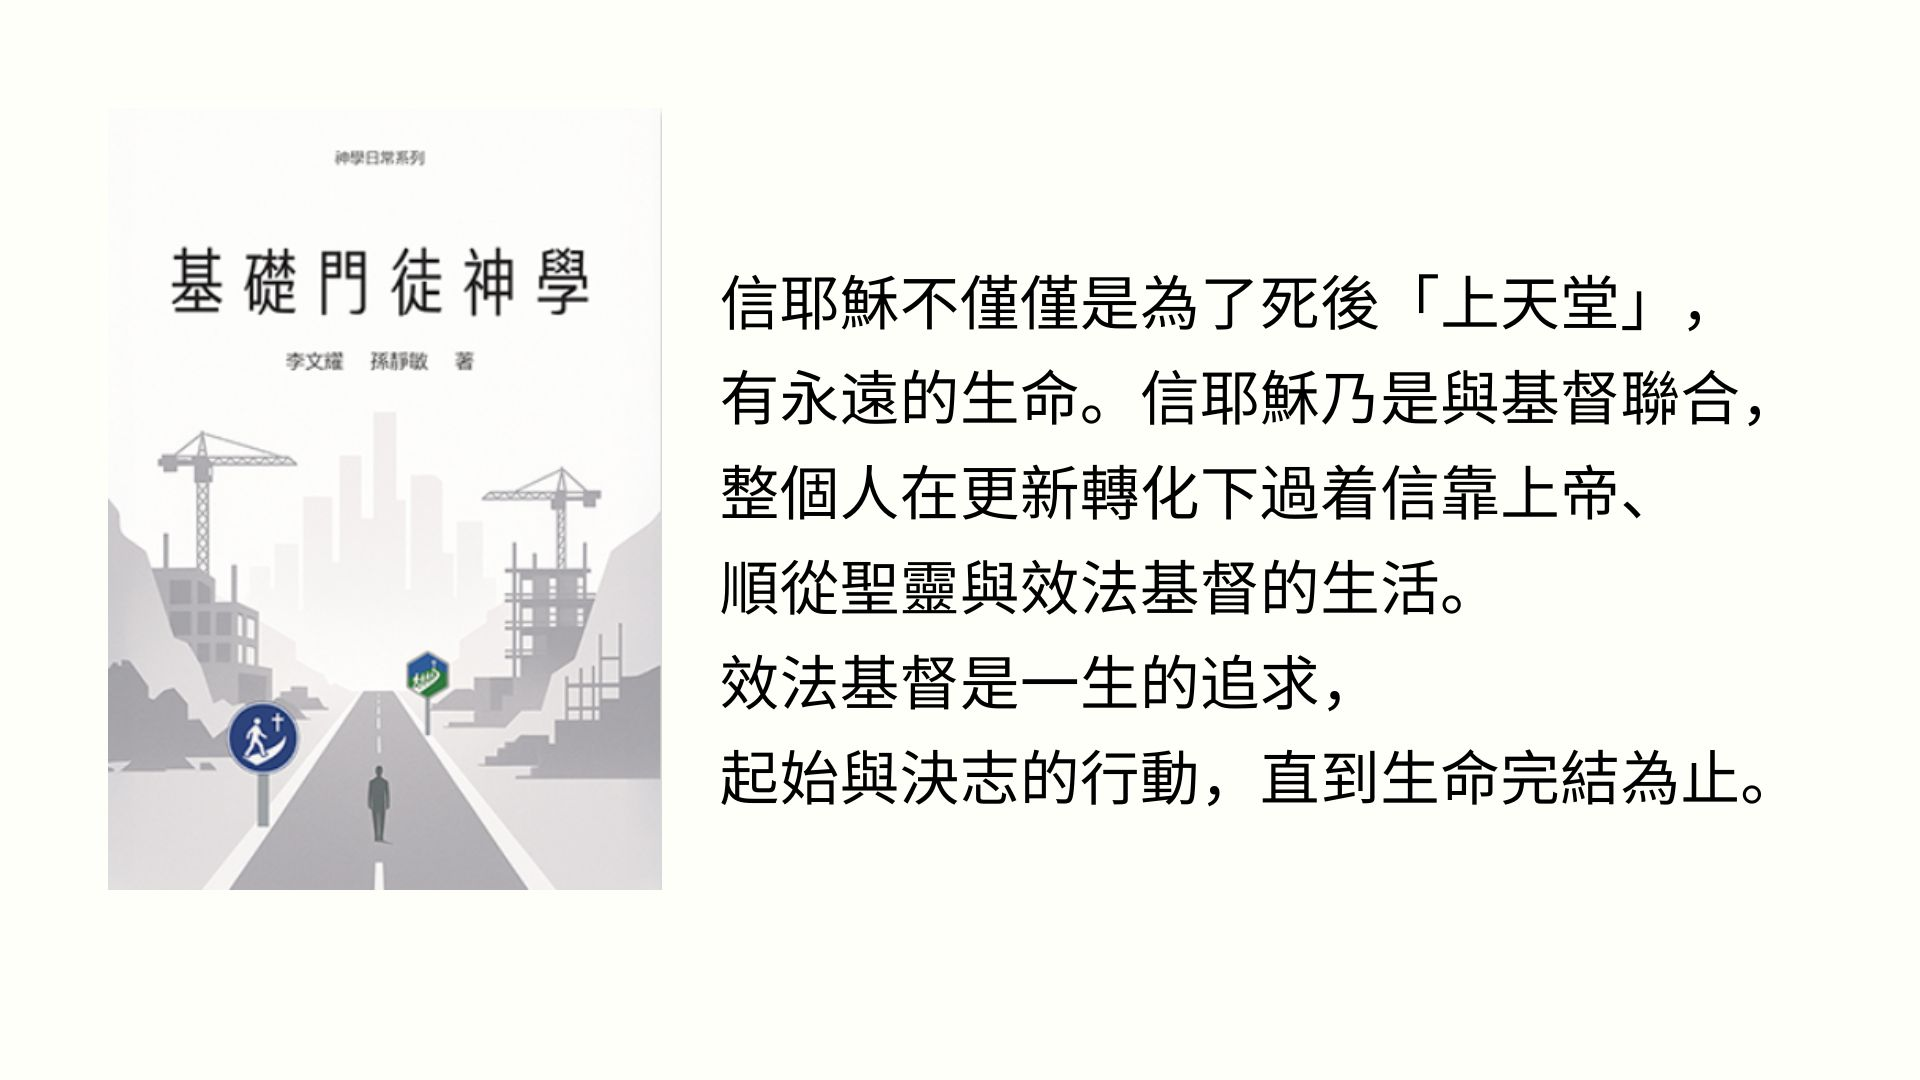 神學日常系列
基礎門徒神學
李文耀 孫靜敏 著
信耶穌不僅僅是為了死後「上天堂」，
有永遠的生命。信耶穌乃是與基督聯合，
整個人在更新轉化下過着信靠上帝、
順從聖靈與效法基督的生活。
效法基督是一生的追求，
起始與決志的行動，直到生命完結為止。